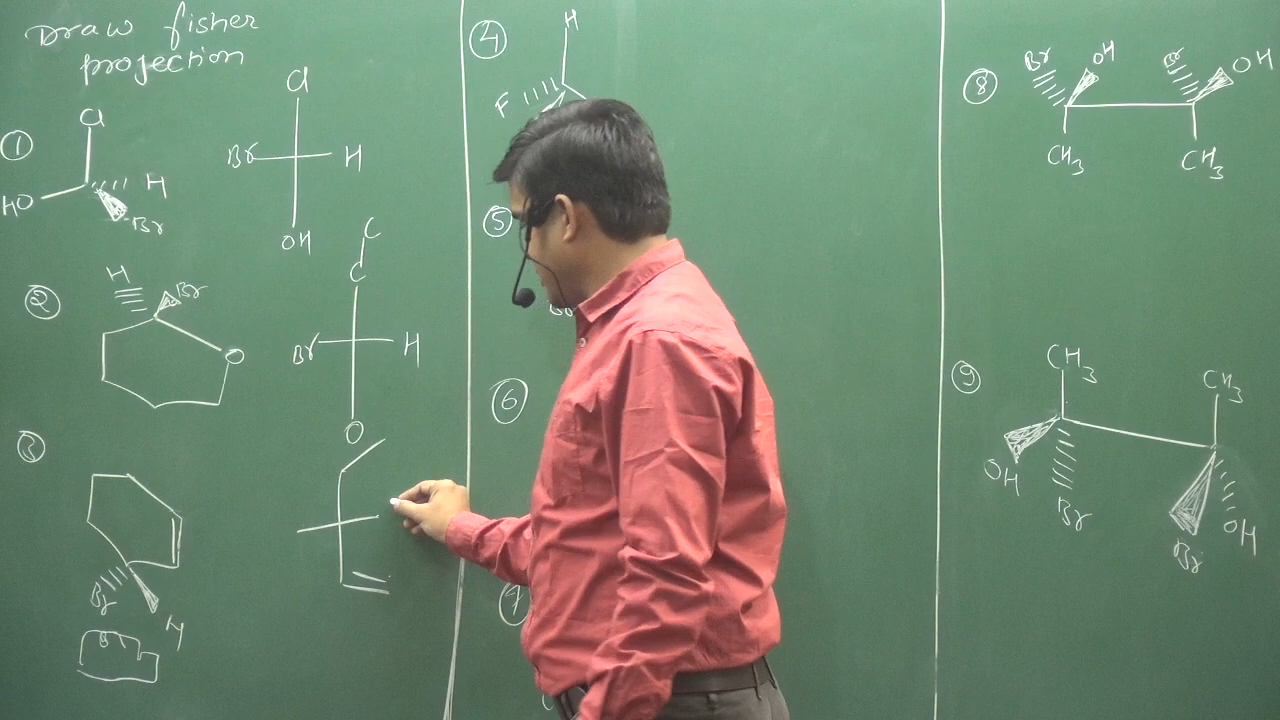 Draw fisher
projection
①
Cl
HO
H
Br
Cl
Br H
OH
②
H Br
O
C
C
Br H
O
③
Br
H
④
H
F
⑤
Br
⑥
⑦
⑧
Br OH Br OH
CH3 CH3
⑨
CH3 CH3
OH
Br
Br
OH